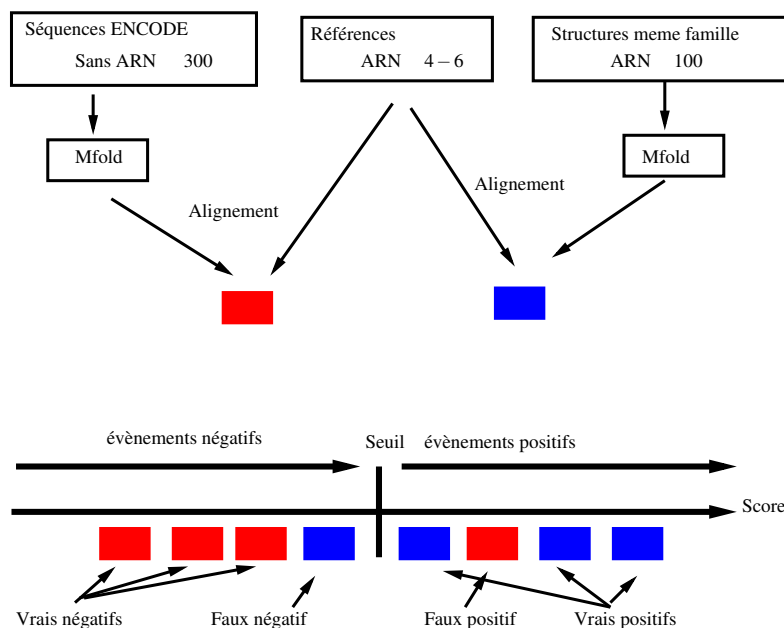 Séquences ENCODE
Sans ARN 300
Références
ARN 4 – 6
Structures meme famille
ARN 100
Mfold
Mfold
Alignement
Alignement
évènements négatifs
Seuil
évènements positifs
Score
Vrais négatifs
Faux négatif
Faux positif
Vrais positifs